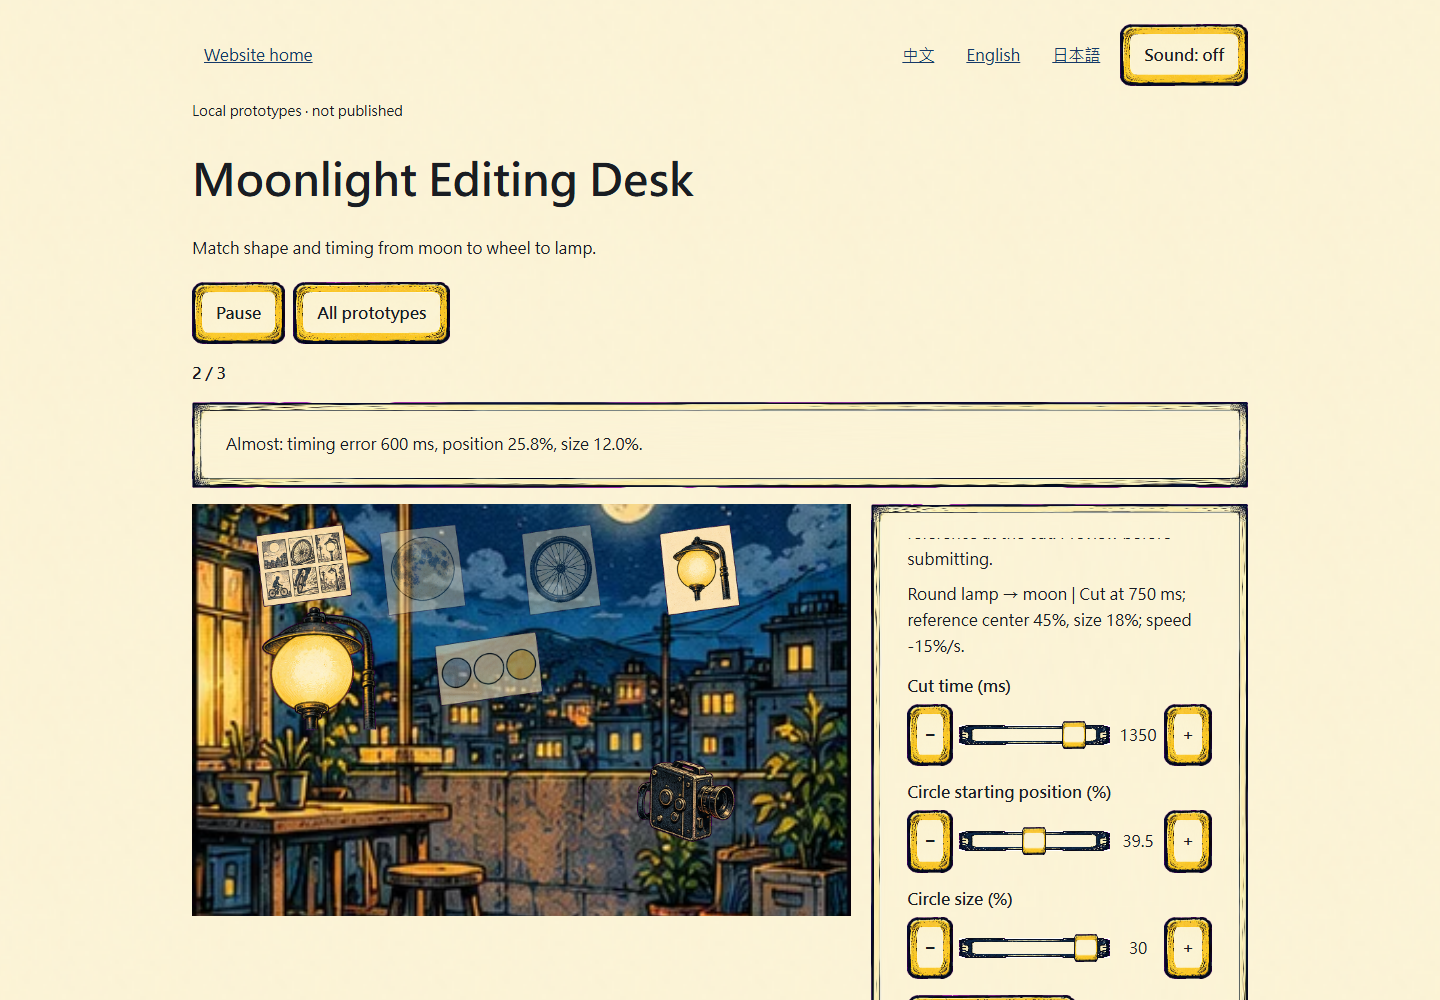 Website home
中文
English
日本語
Sound: off
Local prototypes · not published
Moonlight Editing Desk
Match shape and timing from moon to wheel to lamp.
Pause
All prototypes
2 / 3
Almost: timing error 600 ms, position 25.8%, size 12.0%.
submitting.
Round lamp → moon | Cut at 750 ms;
reference center 45%, size 18%; speed
-15%/s.
Cut time (ms)
−
1350
+
Circle starting position (%)
−
39.5
+
Circle size (%)
−
30
+